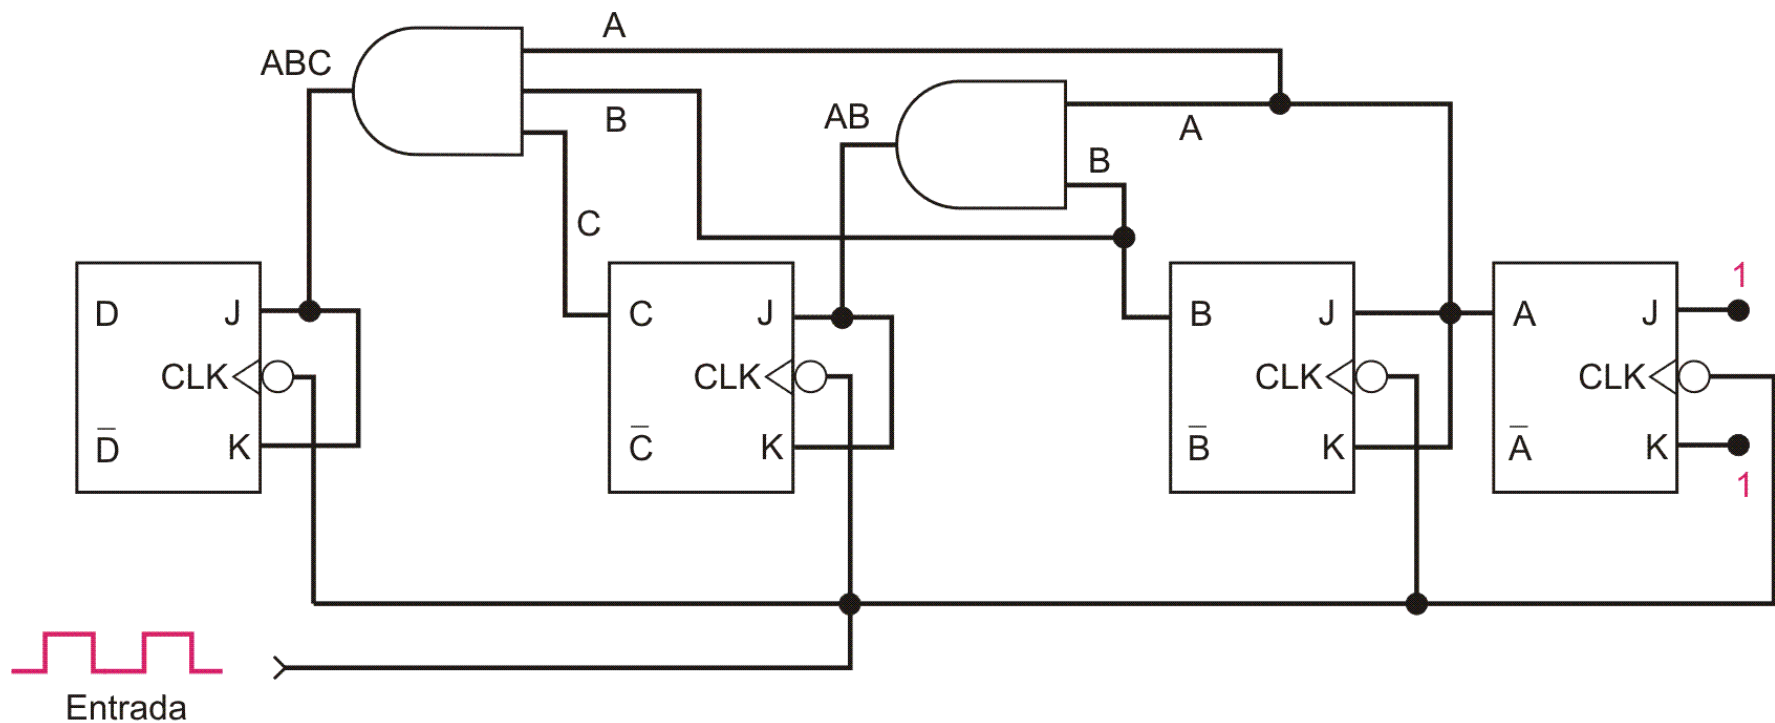 A
ABC
B
AB
A
B
C
D J
CLK
D̅ K
C J
CLK
C̅ K
B J
CLK
B̅ K
A J
CLK
A̅ K
1
1
Entrada